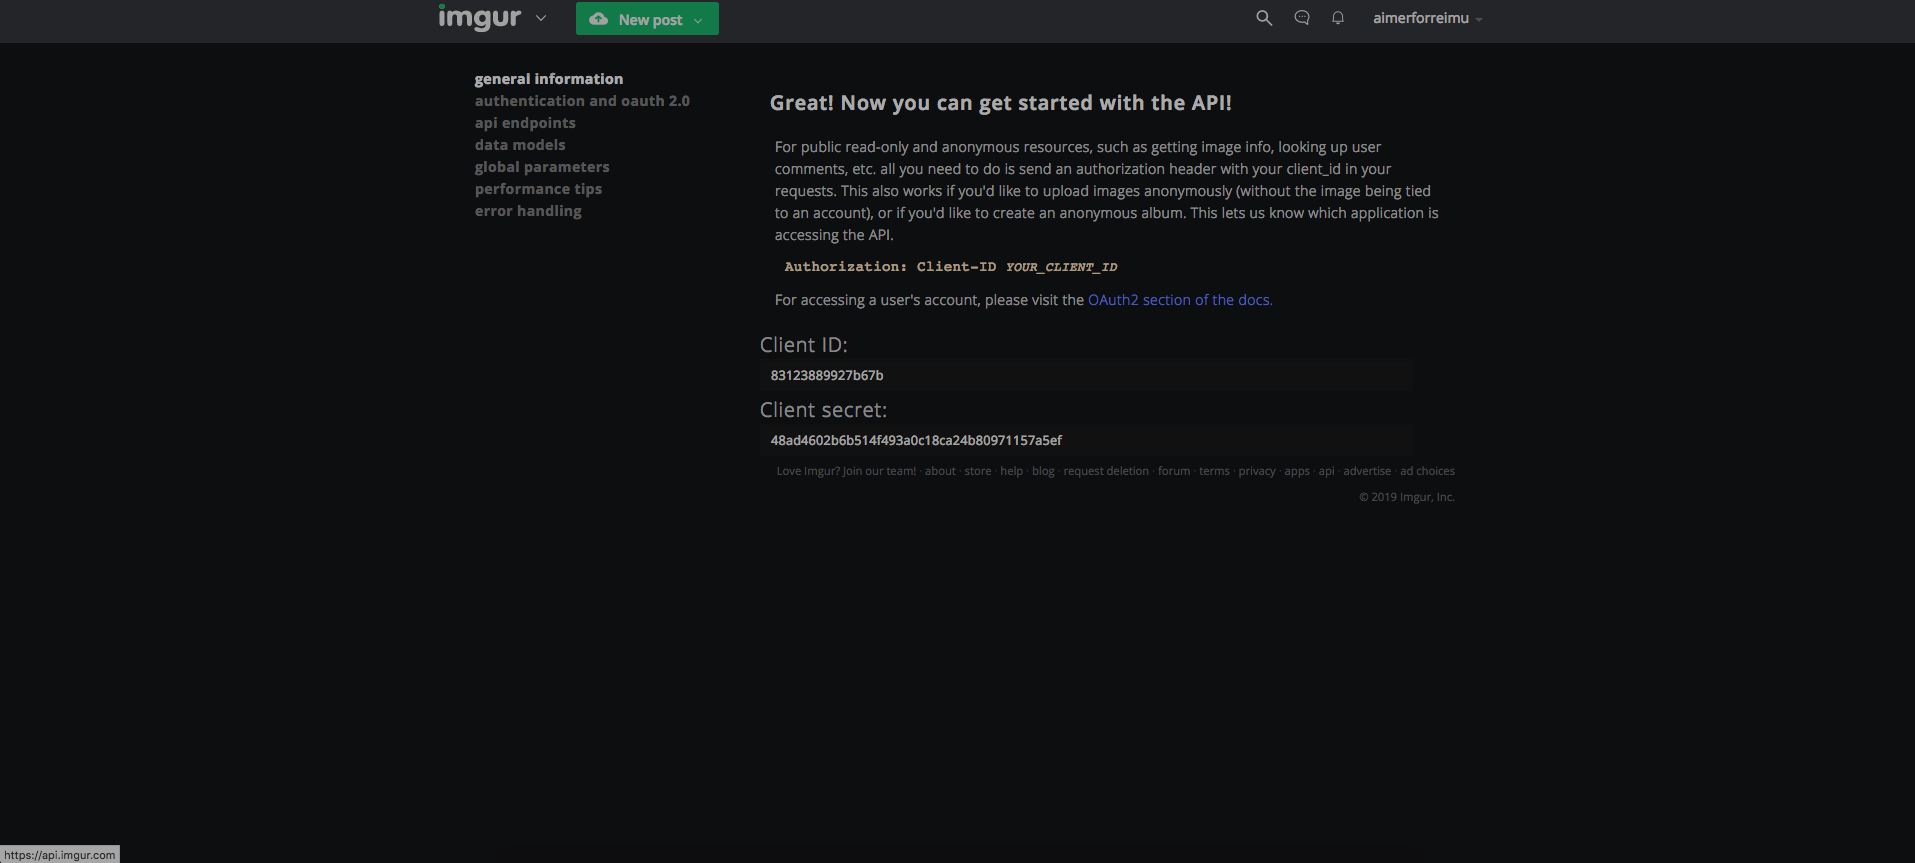 imgur
New post
aimerforreimu
general information
authentication and oauth 2.0
api endpoints
data models
global parameters
performance tips
error handling
Great! Now you can get started with the API!
For public read-only and anonymous resources, such as getting image info, looking up user
comments, etc. all you need to do is send an authorization header with your client_id in your
requests. This also works if you'd like to upload images anonymously (without the image being tied
to an account), or if you'd like to create an anonymous album. This lets us know which application is
accessing the API.
Authorization: Client-ID YOUR_CLIENT_ID
For accessing a user's account, please visit the OAuth2 section of the docs.
Client ID:
83123889927b67b
Client secret:
48ad4602b6b514f493a0c18ca24b80971157a5ef
Love Imgur? Join our team! · about · store · help · blog · request deletion · forum · terms · privacy · apps · api · advertise · ad choices
© 2019 Imgur, Inc.
https://api.imgur.com